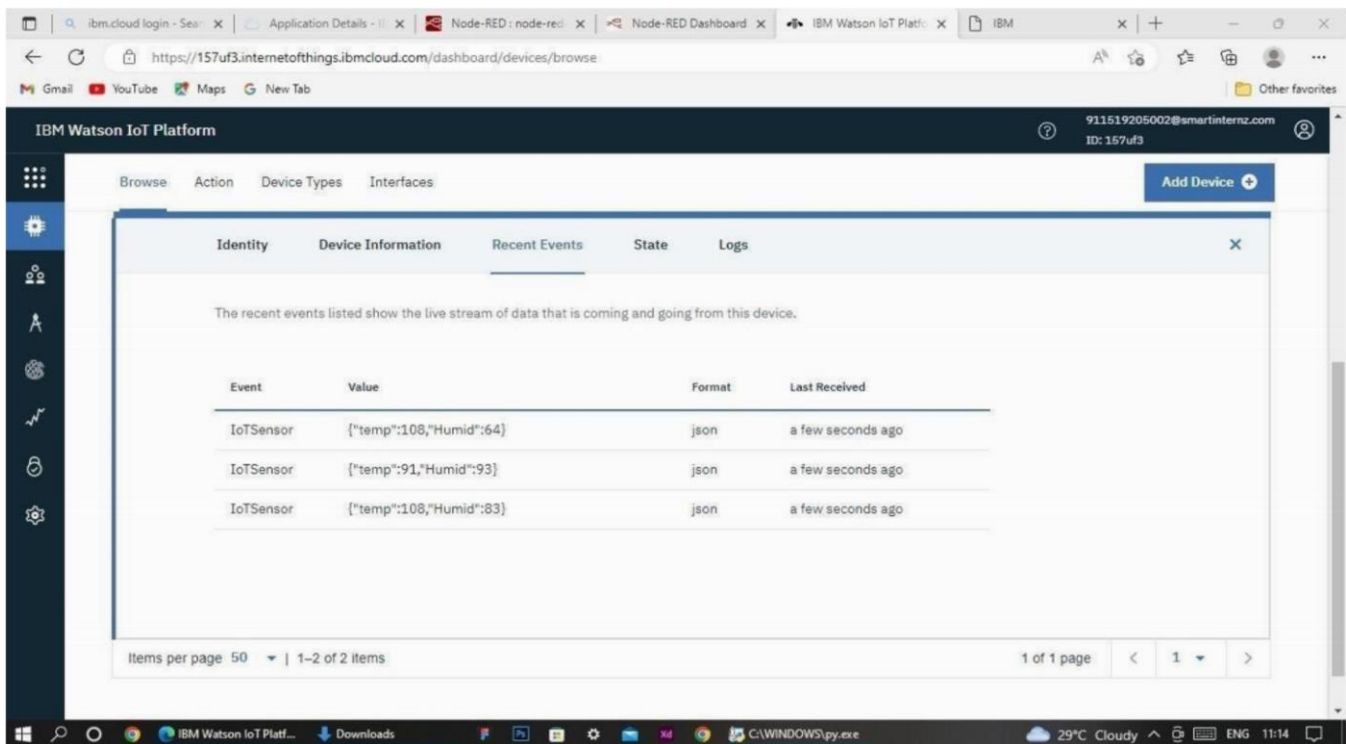 ibm.cloud login - Sear
Application Details - I
Node-RED : node-red
Node-RED Dashboard
IBM Watson IoT Platfo
IBM
https://157uf3.internetofthings.ibmcloud.com/dashboard/devices/browse
Gmail YouTube Maps New Tab Other favorites
IBM Watson IoT Platform
911519205002@smartinternz.com
ID: 157uf3
Browse Action Device Types Interfaces Add Device
Identity Device Information Recent Events State Logs
The recent events listed show the live stream of data that is coming and going from this device.
Event Value Format Last Received
IoTSensor {"temp":108,"Humid":64} json a few seconds ago
IoTSensor {"temp":91,"Humid":93} json a few seconds ago
IoTSensor {"temp":108,"Humid":83} json a few seconds ago
Items per page 50 | 1–2 of 2 items 1 of 1 page < 1 >
IBM Watson IoT Platf... Downloads C:\WINDOWS\py.exe 29°C Cloudy ENG 11:14